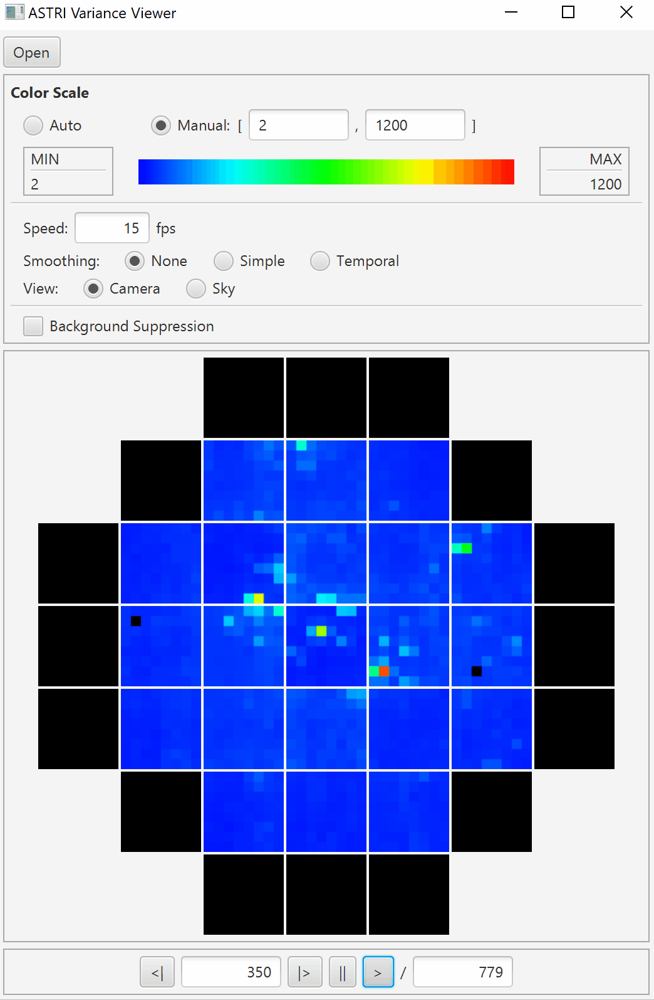 ASTRI Variance Viewer
Open
Color Scale
Auto Manual: [ 2 , 1200 ]
MIN MAX
2 1200
Speed: 15 fps
Smoothing: None Simple Temporal
View: Camera Sky
Background Suppression
<| 350 |> || > / 779